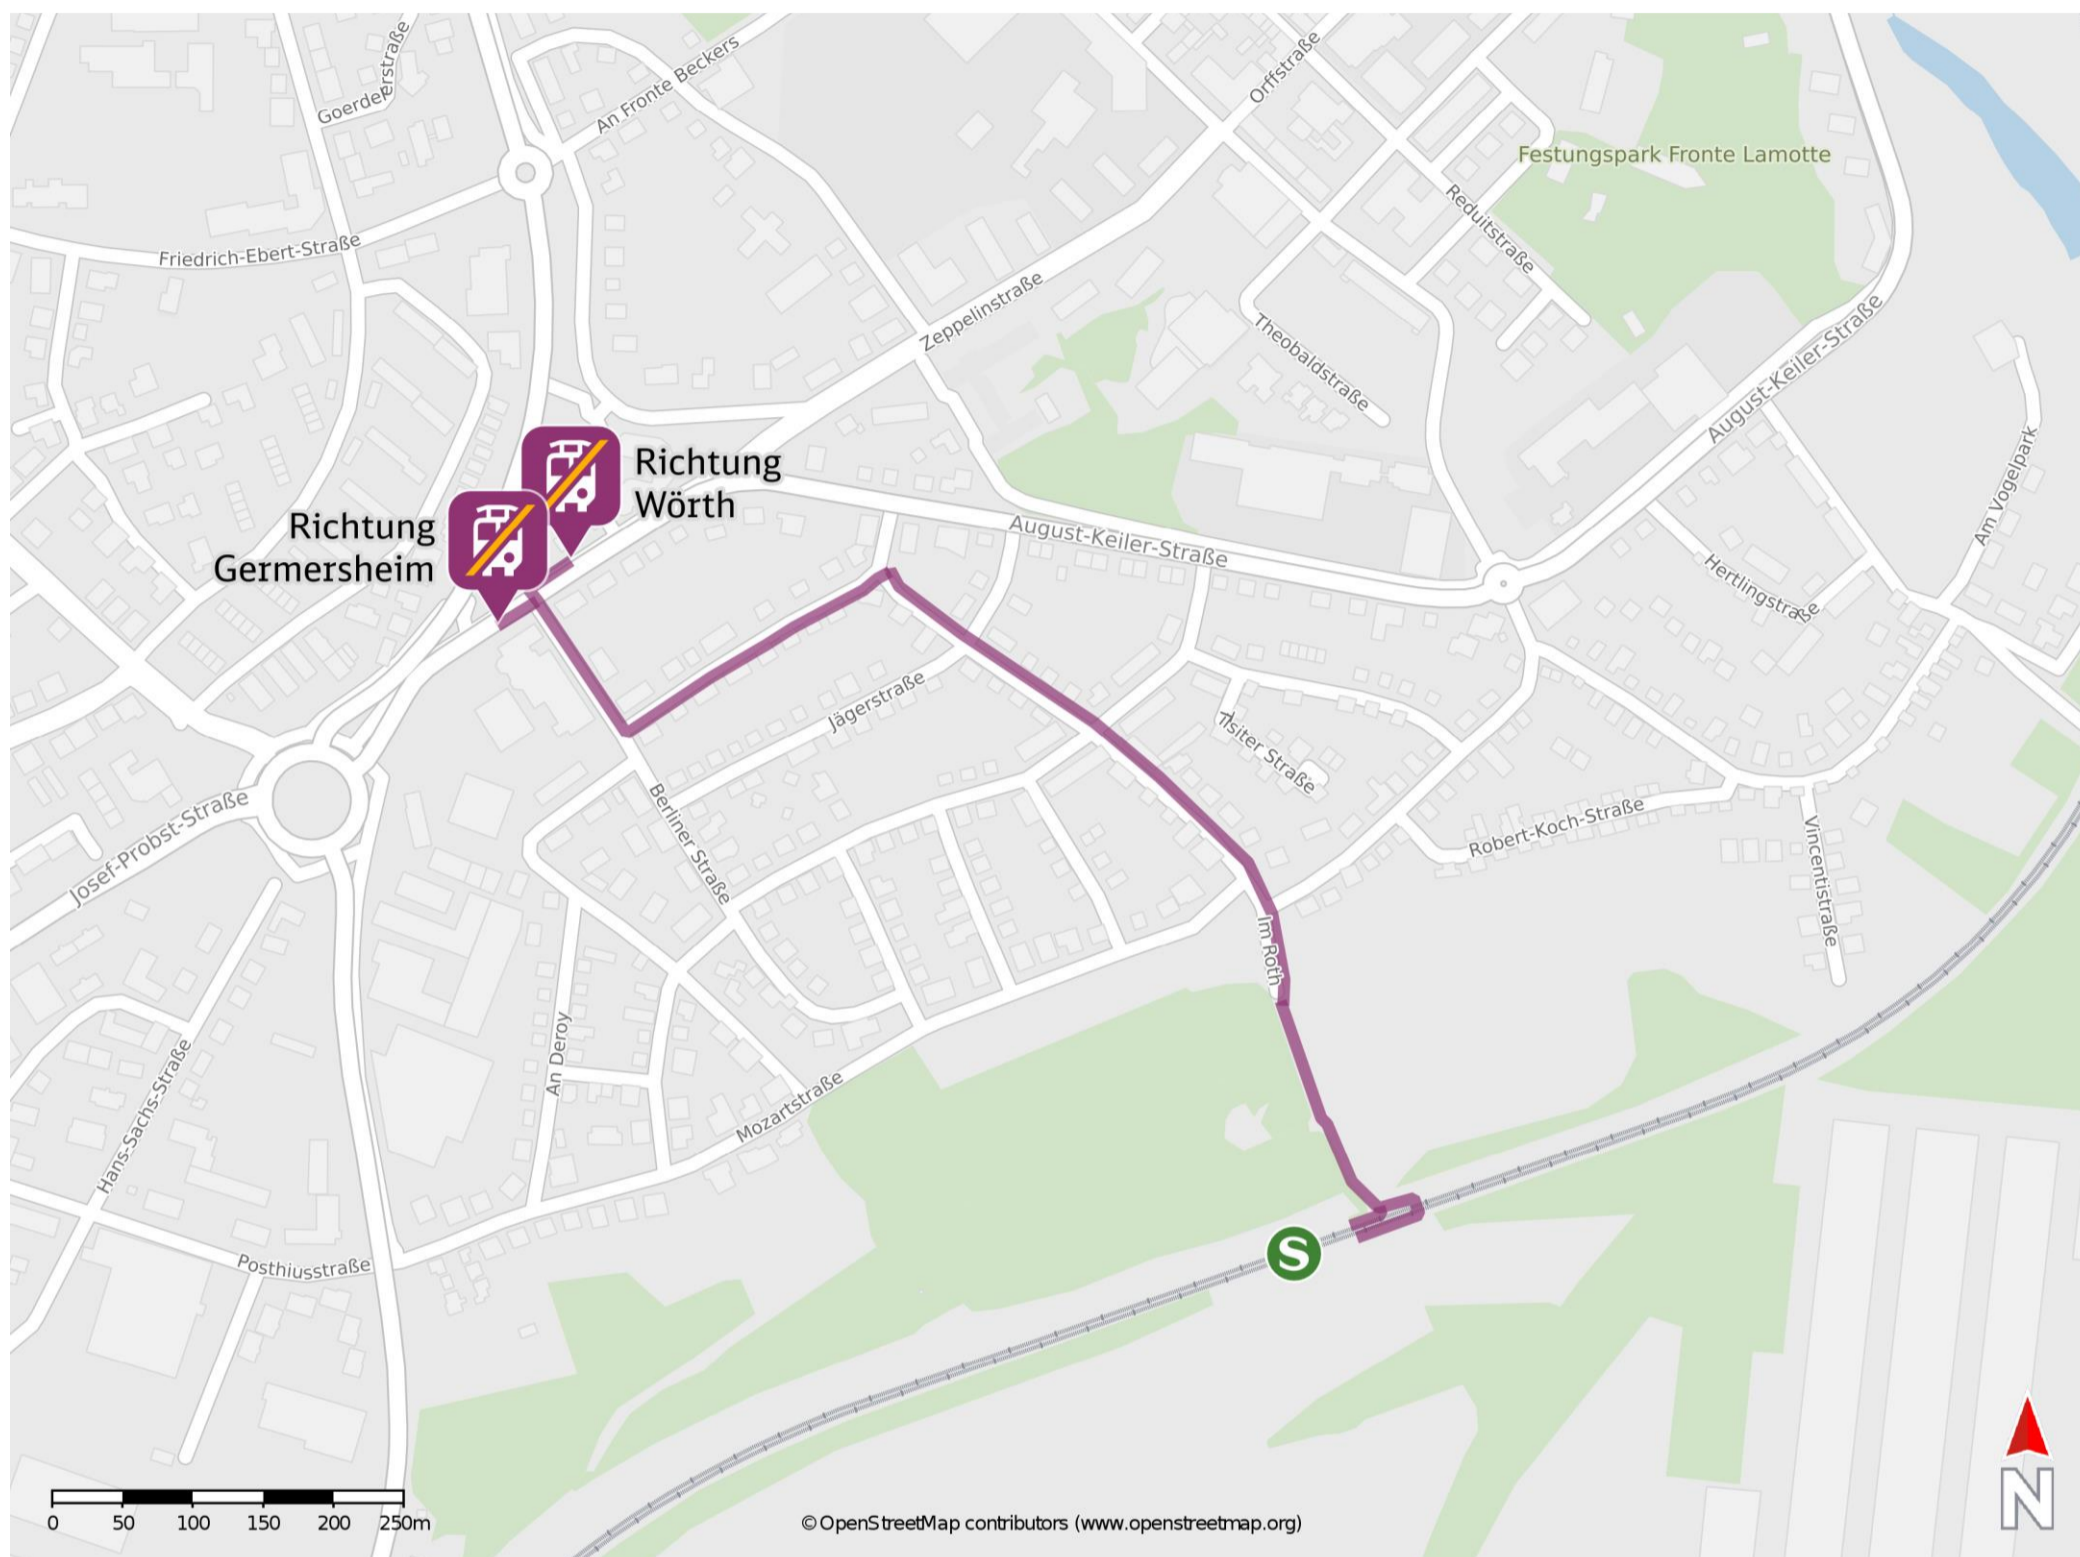 Goerdelerstraße
An Fronte Beckers
Orffstraße
Festungspark Fronte Lamotte
Reduitstraße
Friedrich-Ebert-Straße
Zeppelinstraße
Theobaldstraße
August-Keiler-Straße
Richtung
Wörth
Richtung
Germersheim
August-Keiler-Straße
Am Vogelpark
Hertlingstraße
Jägerstraße
Tilsiter Straße
Berliner Straße
Josef-Probst-Straße
Robert-Koch-Straße
Vincentistraße
Im Roth
An Deroy
Hans-Sachs-Straße
Mozartstraße
Posthiusstraße
S
N
0 50 100 150 200 250m
© OpenStreetMap contributors (www.openstreetmap.org)